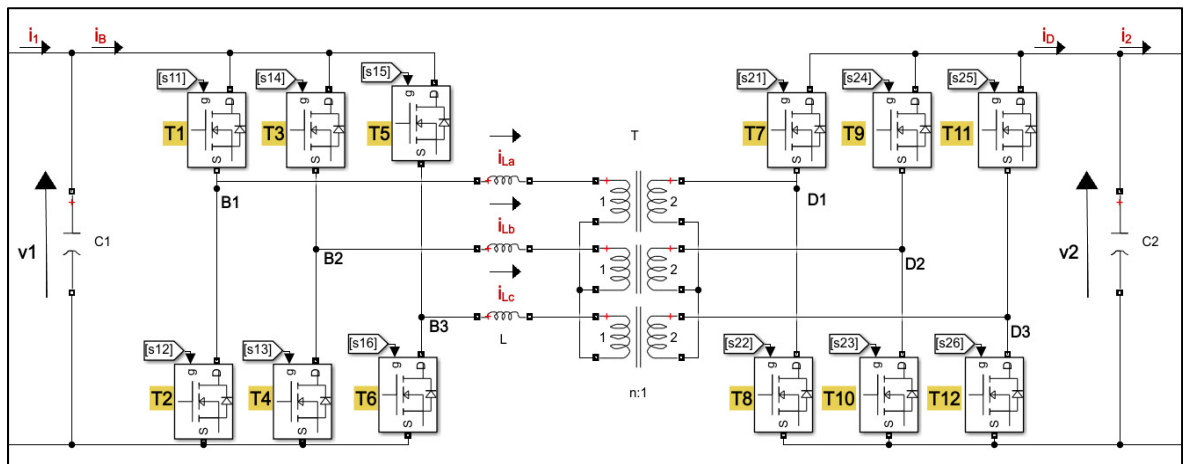 i1
iB
iD
i2
[s11]
[s14]
[s15]
[s21]
[s24]
[s25]
g D
g D
g D
g D
g D
g D
T1
T3
T5
T7
T9
T11
S
S
S
S
S
S
T
iLa
+
+
+
+
B1
1
2
D1
v1
+
C1
iLb
+
+
+
B2
1
2
D2
v2
+
C2
iLc
+
+
+
+
B3
L
1
2
D3
n:1
[s12]
[s13]
[s16]
[s22]
[s23]
[s26]
g D
g D
g D
g D
g D
g D
T2
T4
T6
T8
T10
T12
S
S
S
S
S
S